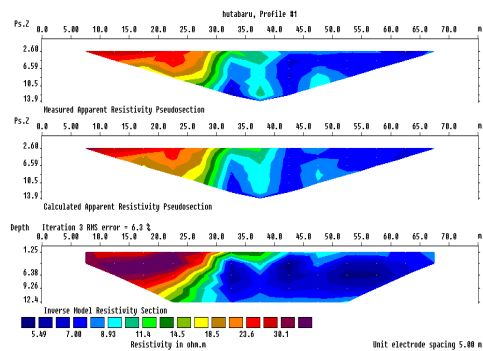 hutabaru, Profile #1
Ps.Z
0.0 5.00 10.0 15.0 20.0 25.0 30.0 35.0 40.0 45.0 50.0 55.0 60.0 65.0 70.0 m
2.60
6.59
10.5
13.9
Measured Apparent Resistivity Pseudosection
Ps.Z
0.0 5.00 10.0 15.0 20.0 25.0 30.0 35.0 40.0 45.0 50.0 55.0 60.0 65.0 70.0 m
2.60
6.59
10.5
13.9
Calculated Apparent Resistivity Pseudosection
Depth Iteration 3 RMS error = 6.3 %
0.0 5.00 10.0 15.0 20.0 25.0 30.0 35.0 40.0 45.0 50.0 55.0 60.0 65.0 70.0 m
1.25
6.38
9.26
12.4
Inverse Model Resistivity Section
5.49 7.00 8.93 11.4 14.5 18.5 23.6 30.1
Resistivity in ohm.m
Unit electrode spacing 5.00 m